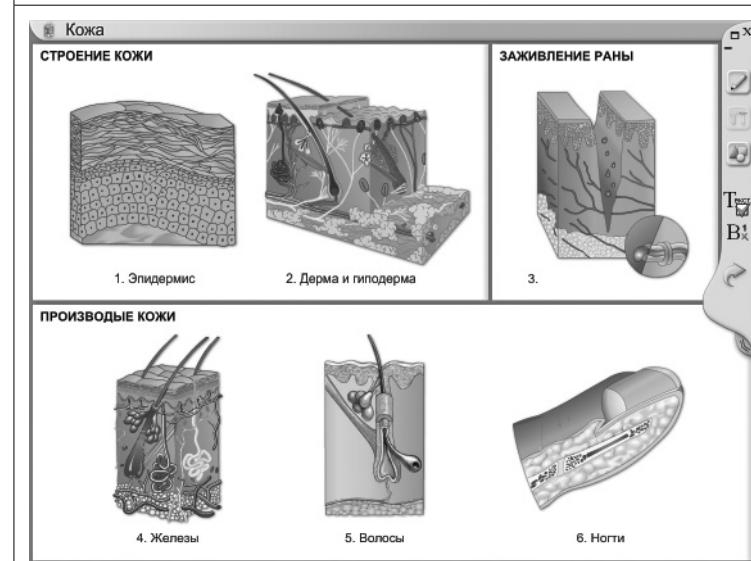 Кожа
СТРОЕНИЕ КОЖИ
ЗАЖИВЛЕНИЕ РАНЫ
1. Эпидермис
2. Дерма и гиподерма
3.
ПРОИЗВОДЫЕ КОЖИ
4. Железы
5. Волосы
6. Ногти